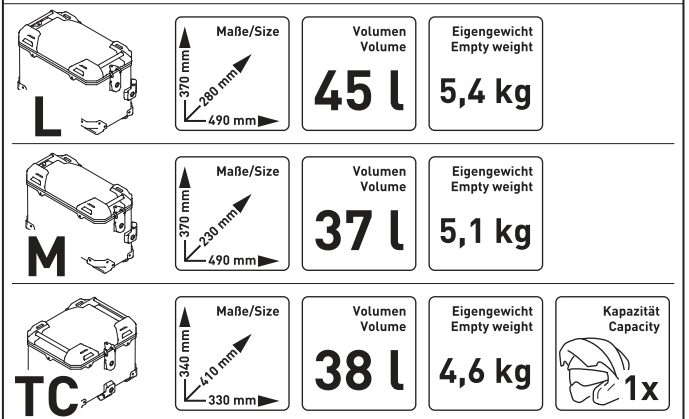 L
Maße/Size
370 mm
280 mm
490 mm
Volumen
Volume
45 l
Eigengewicht
Empty weight
5,4 kg
M
Maße/Size
370 mm
230 mm
490 mm
Volumen
Volume
37 l
Eigengewicht
Empty weight
5,1 kg
TC
Maße/Size
340 mm
410 mm
330 mm
Volumen
Volume
38 l
Eigengewicht
Empty weight
4,6 kg
Kapazität
Capacity
1x